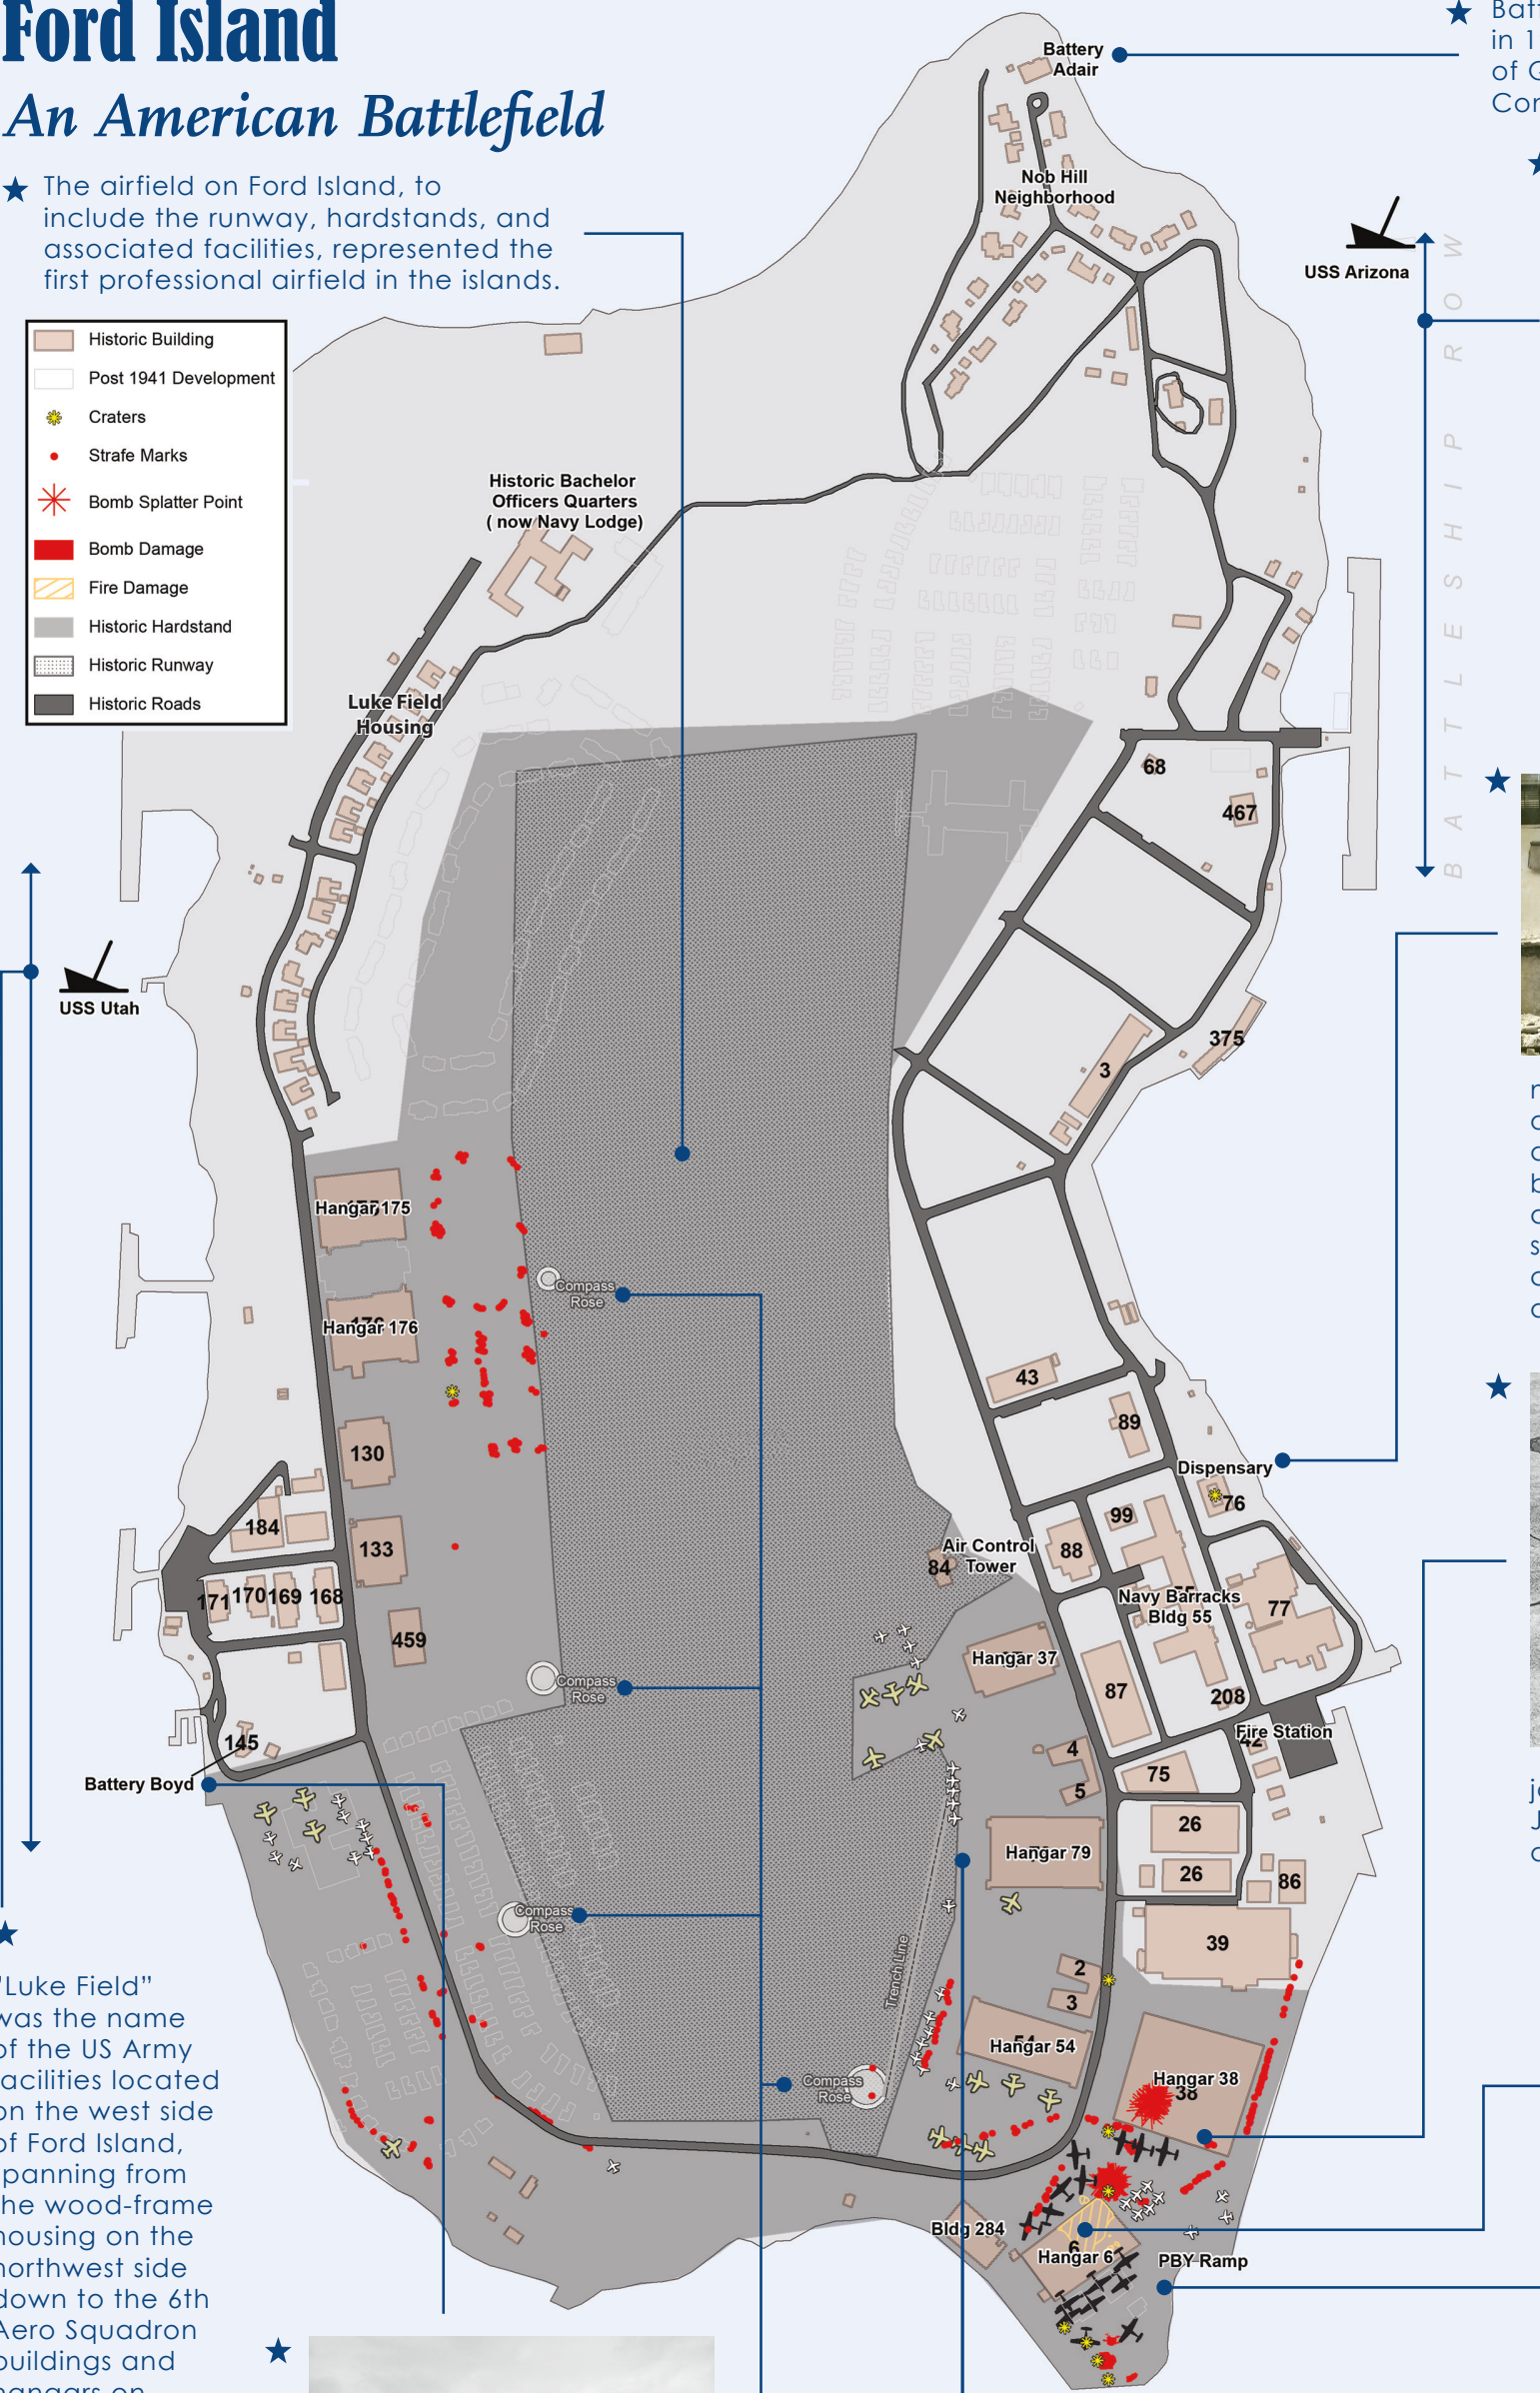 Ford Island
An American Battlefield
★ The airfield on Ford Island, to
include the runway, hardstands, and
associated facilities, represented the
first professional airfield in the islands.
Historic Building
Post 1941 Development
Craters
Strafe Marks
Bomb Splatter Point
Bomb Damage
Fire Damage
Historic Hardstand
Historic Runway
Historic Roads
Battery
Adair
in 1
of G
Nob Hill
Neighborhood
USS Arizona
BATTLESHIP ROW
Historic Bachelor
Officers Quarters
( now Navy Lodge)
Luke Field
Housing
68
467
USS Utah
375
3
Hangar 175
Compass
Rose
Hangar 176
43
89
130
Dispensary
76
99
184
133
88
Air Control
Tower
84
171
170
169
168
Navy Barracks
Bldg 55
77
459
Hangar 37
Compass
Rose
87
208
Fire Station
42
145
4
75
Battery Boyd
5
26
Hangar 79
26
86
Compass
Rose
39
Trench Line
2
3
Hangar 54
Hangar 38
38
Compass
Rose
Bldg 284
6
Hangar 6
PBY Ramp
★
"Luke Field"
was the name
of the US Army
facilities located
on the west side
of Ford Island,
spanning from
the wood-frame
housing on the
northwest side
down to the 6th
Aero Squadron
buildings and
hangars on